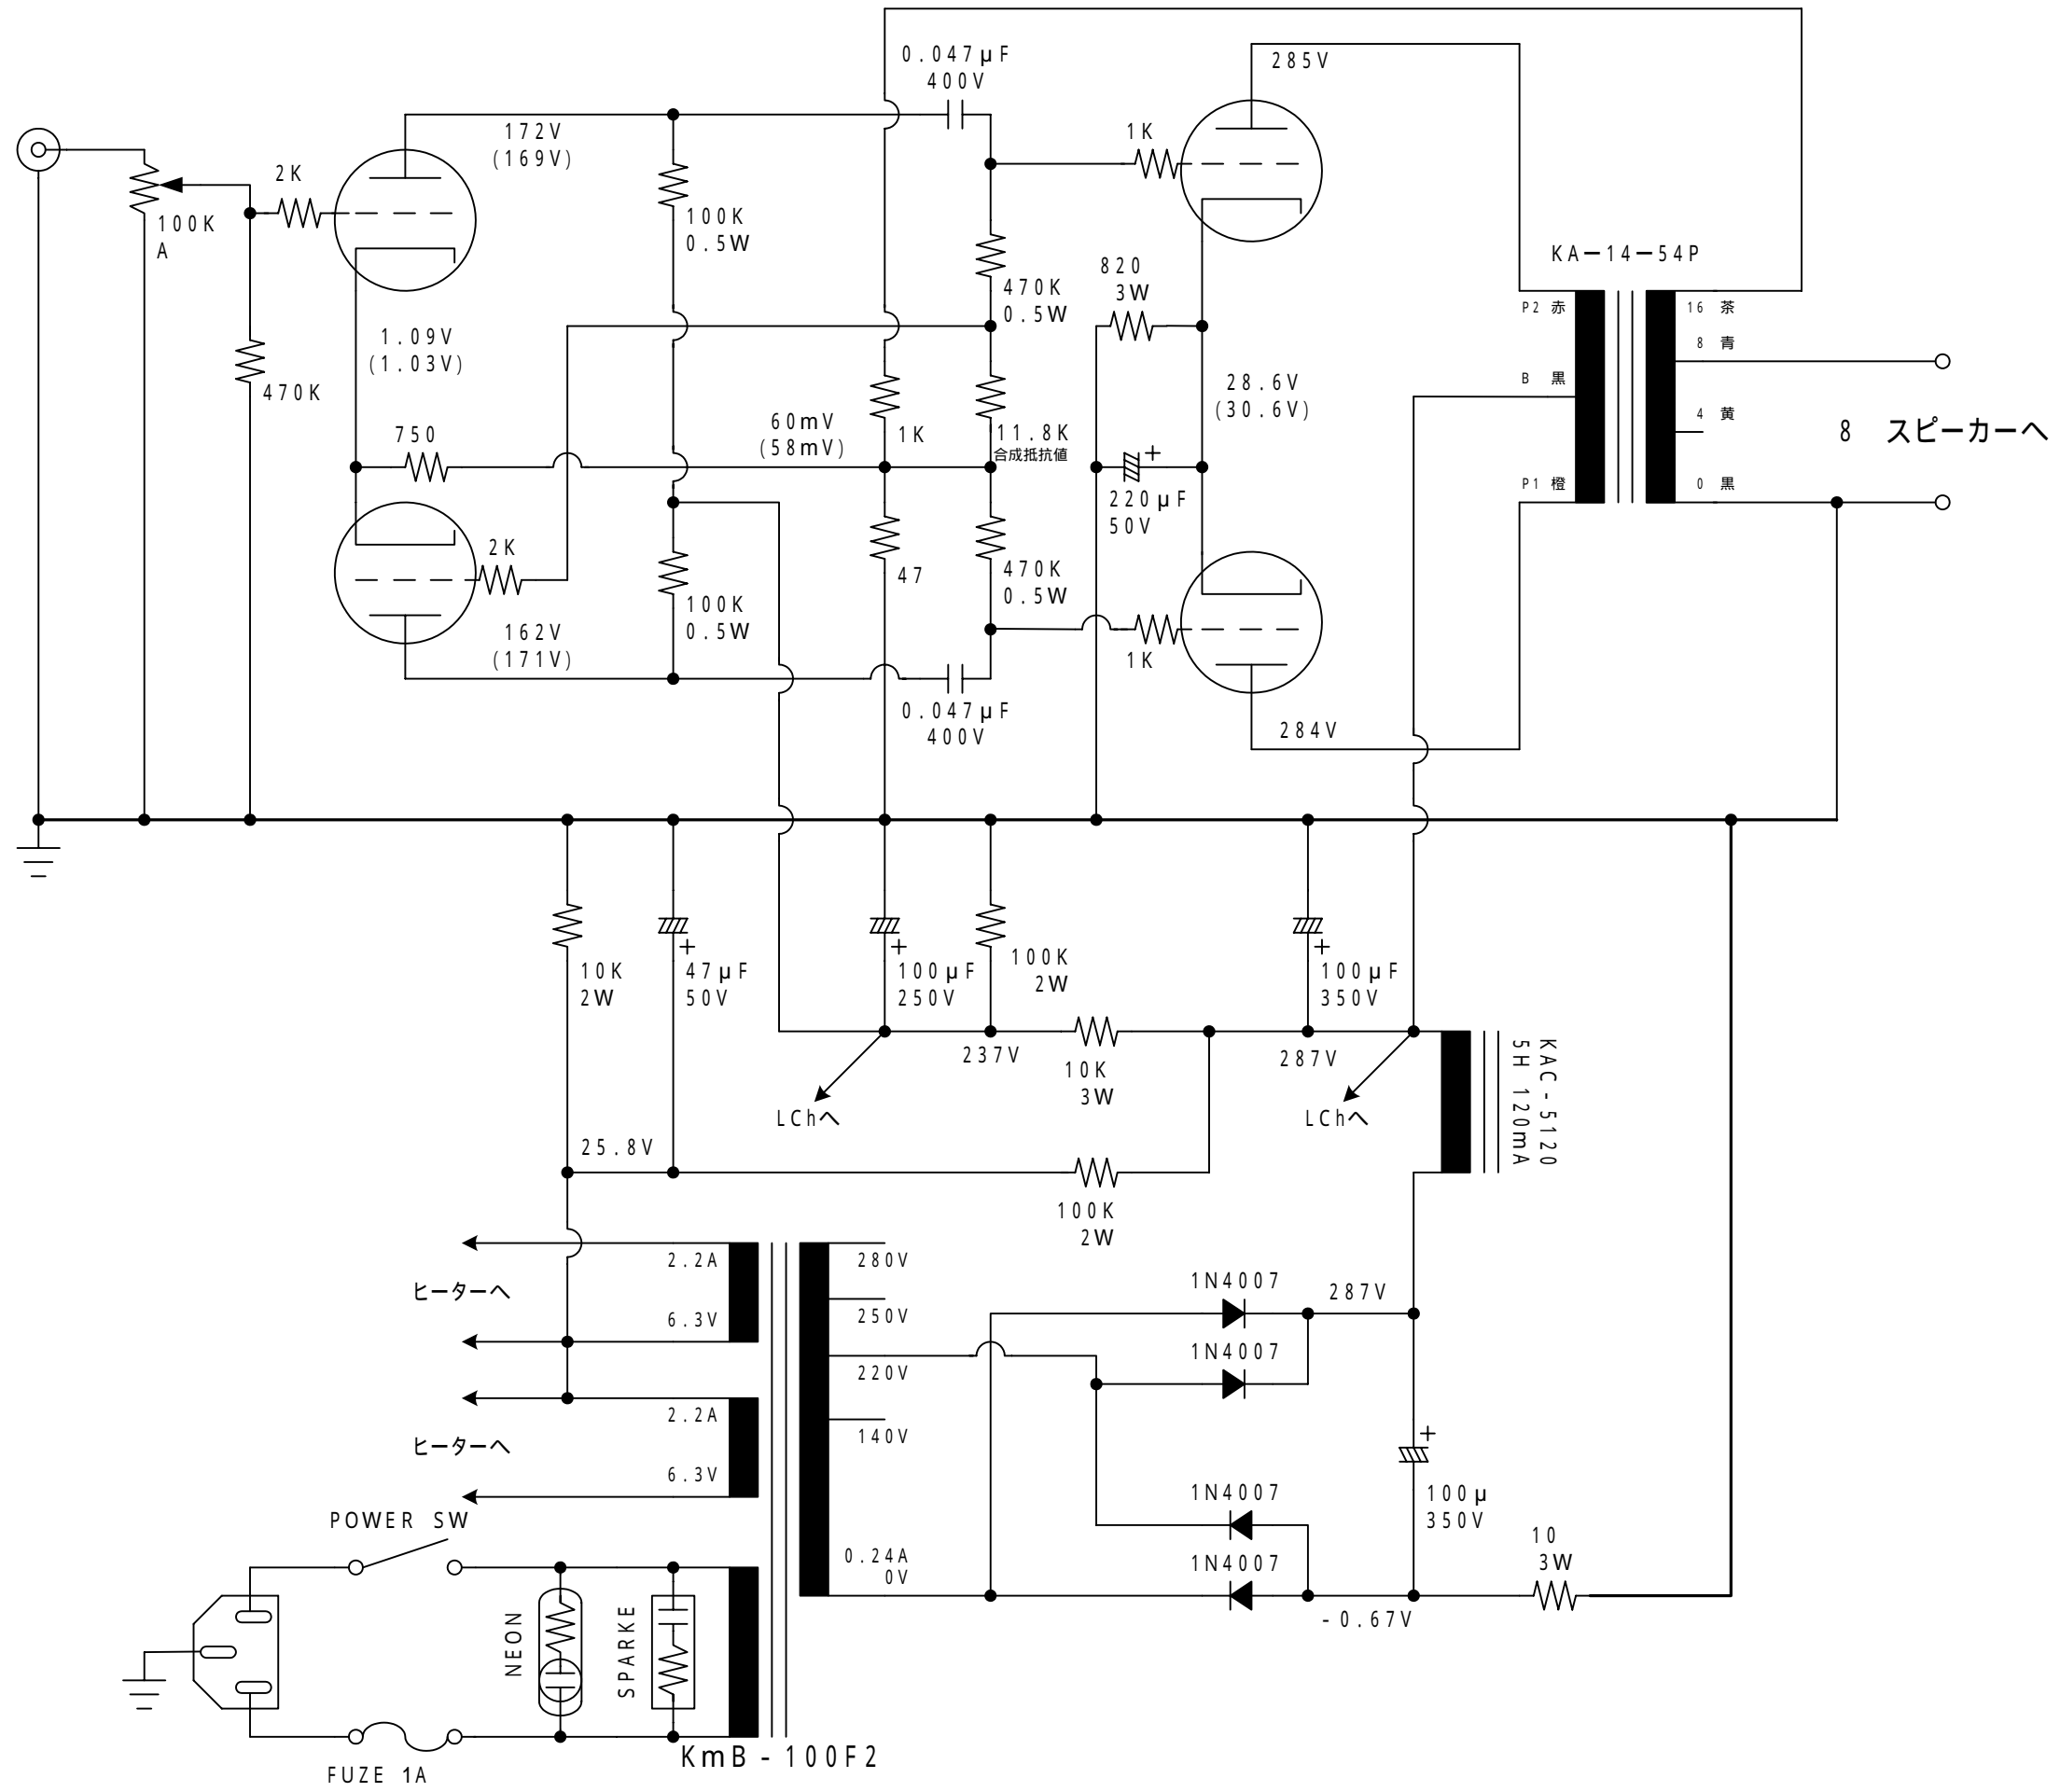 0.047μF
400V
285V
172V
(169V)
1K
2K
100K
A
100K
0.5W
KA－14－54P
820
3W
470K
0.5W
P2 赤
16 茶
1.09V
(1.03V)
8 青
470K
28.6V
(30.6V)
B 黒
4 黄
60mV
(58mV)
1K
11.8K
合成抵抗値
750
8 スピーカーへ
P1 橙
0 黒
220μF
50V
2K
47
470K
0.5W
100K
0.5W
162V
(171V)
1K
0.047μF
400V
284V
10K
2W
47μF
50V
100μF
250V
100K
2W
100μF
350V
237V
287V
10K
3W
KAC-5120
5H 120mA
LChへ
LChへ
25.8V
100K
2W
2.2A
280V
ヒーターへ
1N4007
287V
6.3V
250V
1N4007
220V
2.2A
140V
ヒーターへ
6.3V
1N4007
100μ
350V
POWER SW
10
3W
0.24A
0V
1N4007
-0.67V
NEON
SPARKE
KmB-100F2
FUZE 1A